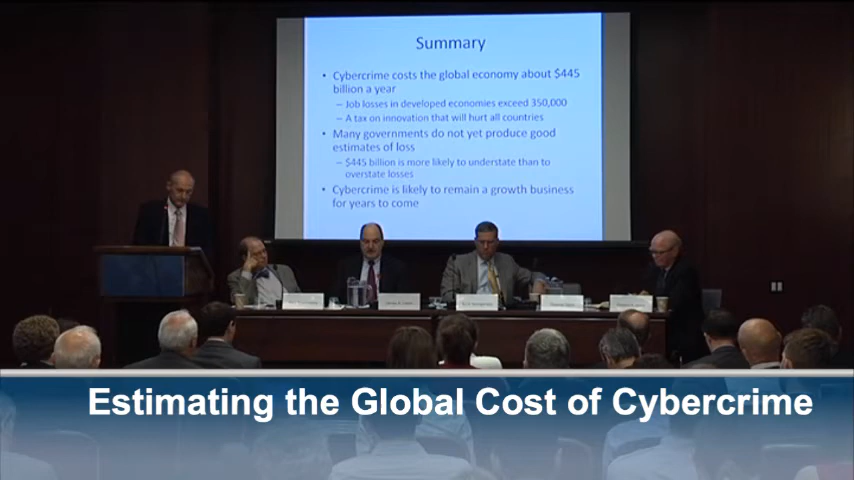 Summary
• Cybercrime costs the global economy about $445
billion a year
– Job losses in developed economies exceed 350,000
– A tax on innovation that will hurt all countries
• Many governments do not yet produce good
estimates of loss
– $445 billion is more likely to understate than to
overstate losses
• Cybercrime is likely to remain a growth business
for years to come
Estimating the Global Cost of Cybercrime